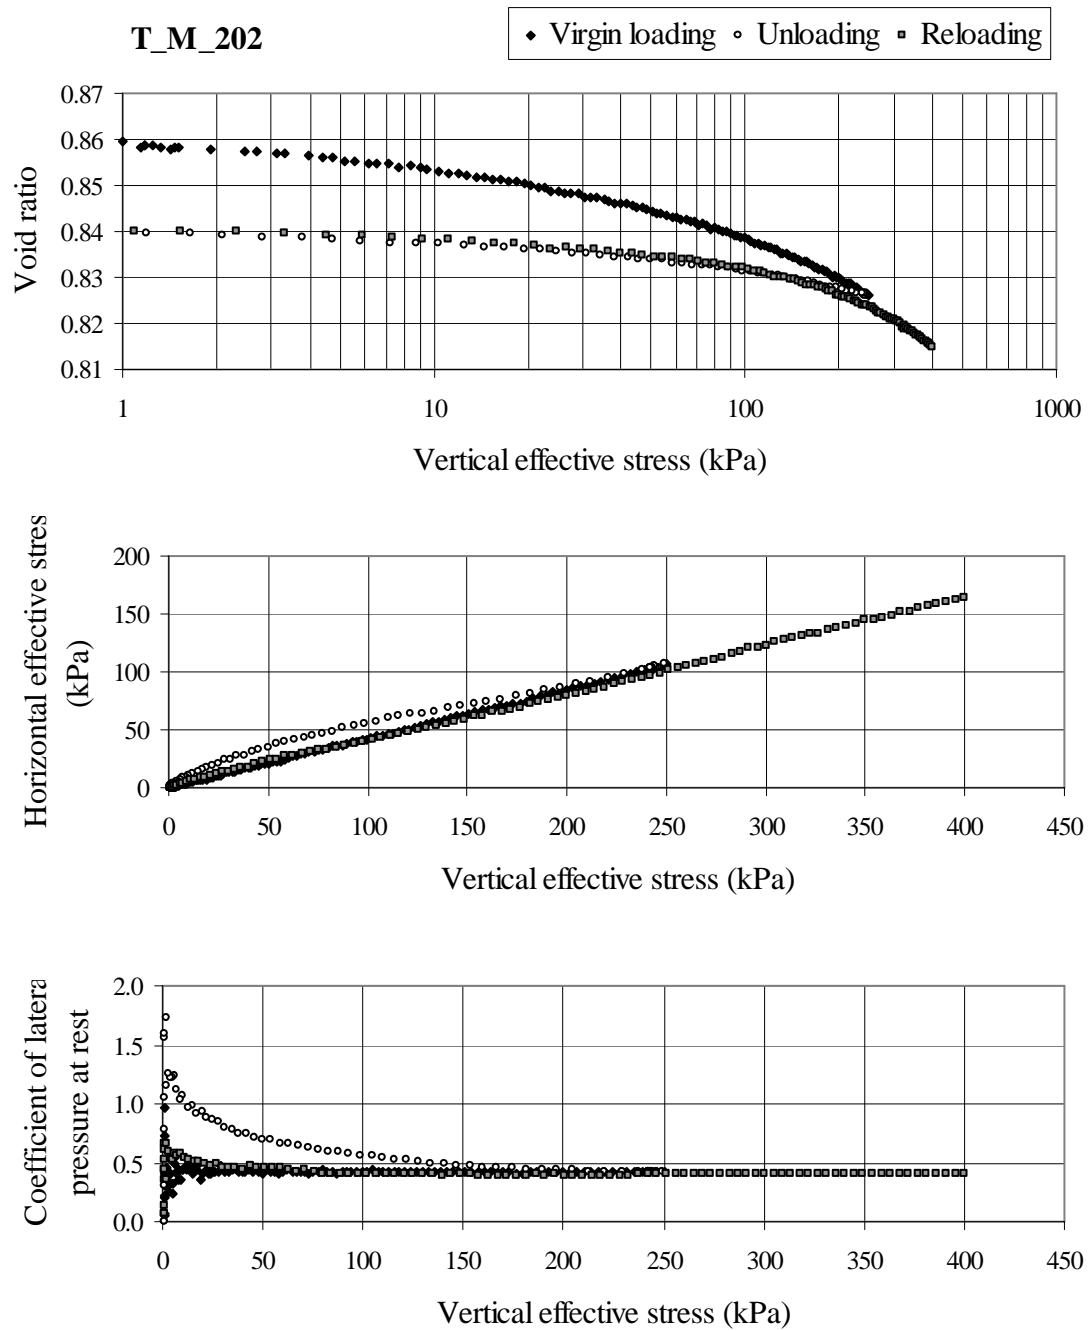 T_M_202
Virgin loading Unloading Reloading
0.87
0.86
0.85
0.84
0.83
0.82
0.81
Void ratio
1 10 100 1000
Vertical effective stress (kPa)
Horizontal effective stres
(kPa)
200
150
100
50
0
0 50 100 150 200 250 300 350 400 450
Vertical effective stress (kPa)
Coefficient of latera
pressure at rest
2.0
1.5
1.0
0.5
0.0
0 50 100 150 200 250 300 350 400 450
Vertical effective stress (kPa)